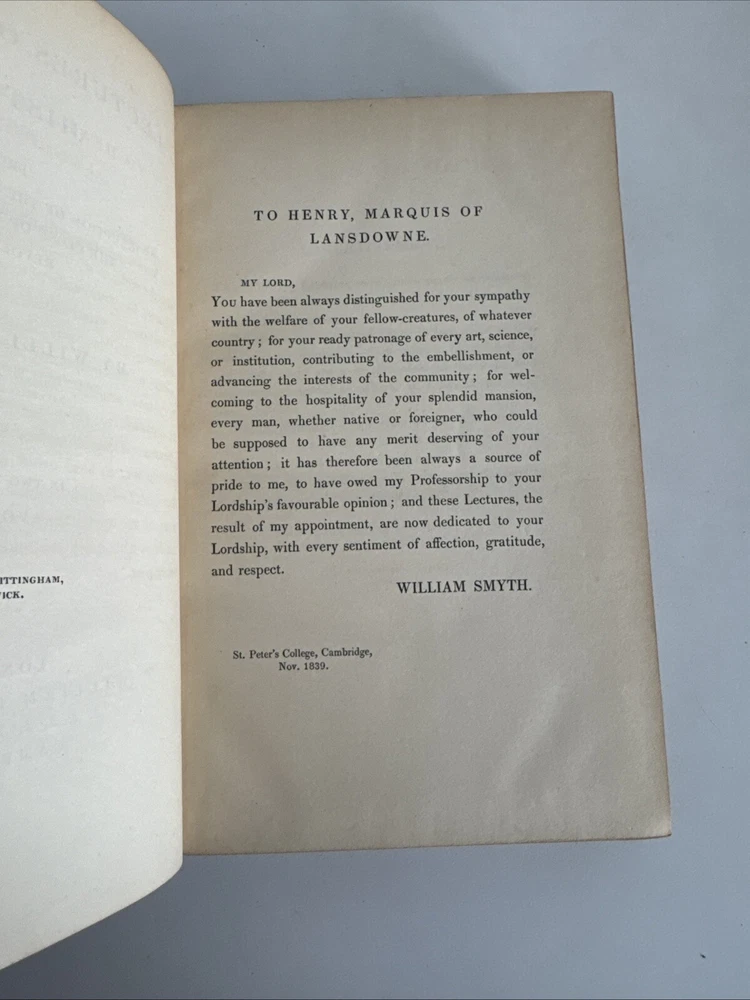 ITTINGHAM,
ICK.
TO HENRY, MARQUIS OF
LANSDOWNE.
MY LORD,
YOU have been always distinguished for your sympathy
with the welfare of your fellow-creatures, of whatever
country; for your ready patronage of every art, science,
or institution, contributing to the embellishment, or
advancing the interests of the community; for wel-
coming to the hospitality of your splendid mansion,
every man, whether native or foreigner, who could
be supposed to have any merit deserving of your
attention; it has therefore been always a source of
pride to me, to have owed my Professorship to your
Lordship's favourable opinion; and these Lectures, the
result of my appointment, are now dedicated to your
Lordship, with every sentiment of affection, gratitude,
and respect.
WILLIAM SMYTH.
St. Peter's College, Cambridge,
Nov. 1839.